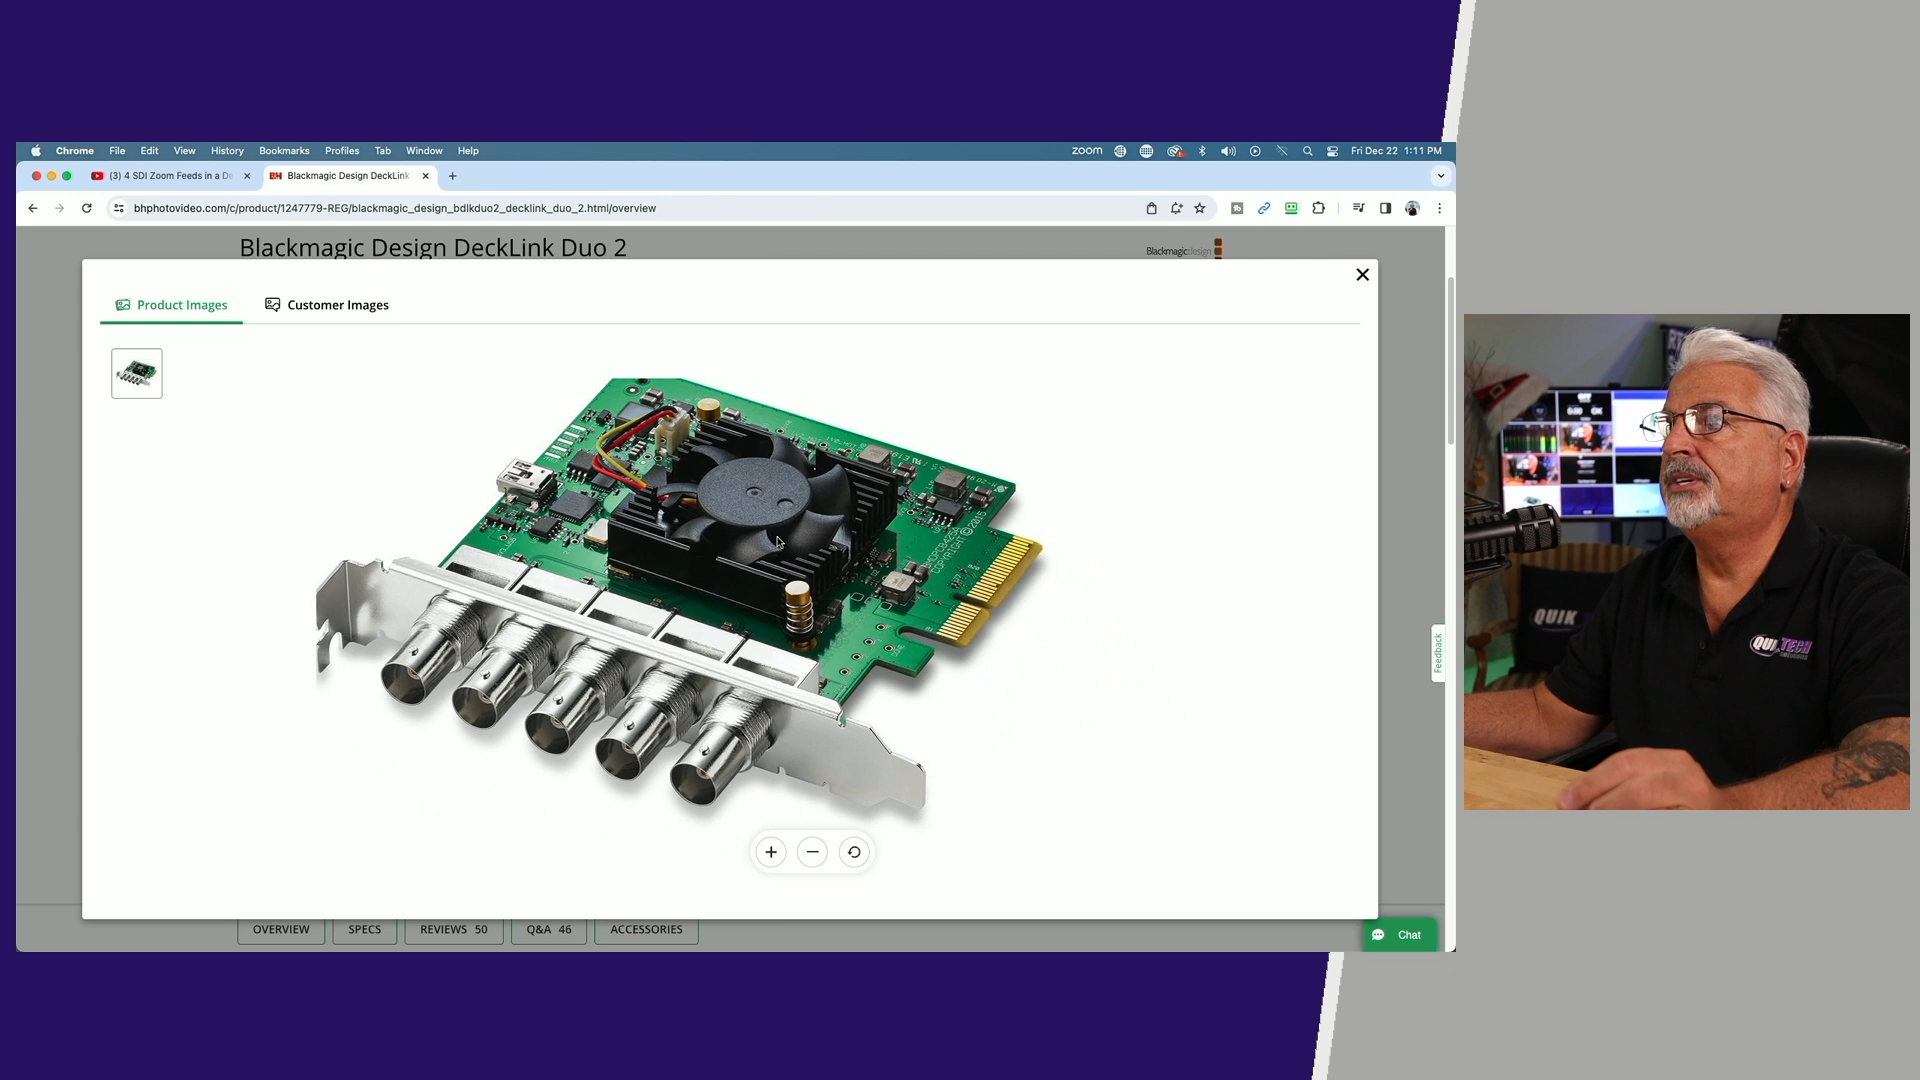 Chrome File Edit View History Bookmarks Profiles Tab Window Help
zoom
Fri Dec 22 1:11 PM
(3) 4 SDI Zoom Feeds in a De
Blackmagic Design DeckLink
bhphotovideo.com/c/product/1247779-REG/blackmagic_design_bdlkduo2_decklink_duo_2.html/overview
Blackmagic Design DeckLink Duo 2
Blackmagicdesign
Product Images
Customer Images
COPYRIGHT©2015
Feedback
QUIK
OVERVIEW
SPECS
REVIEWS 50
Q&A 46
ACCESSORIES
Chat